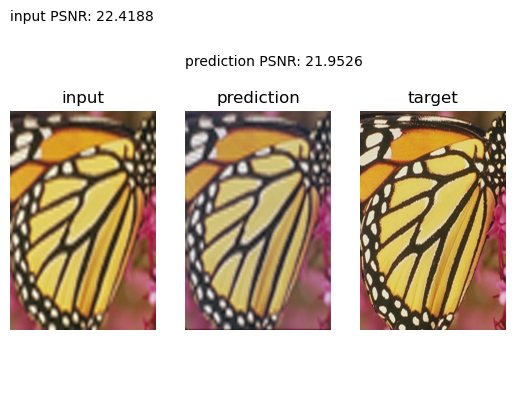 input PSNR: 22.4188
prediction PSNR: 21.9526
input
prediction
target